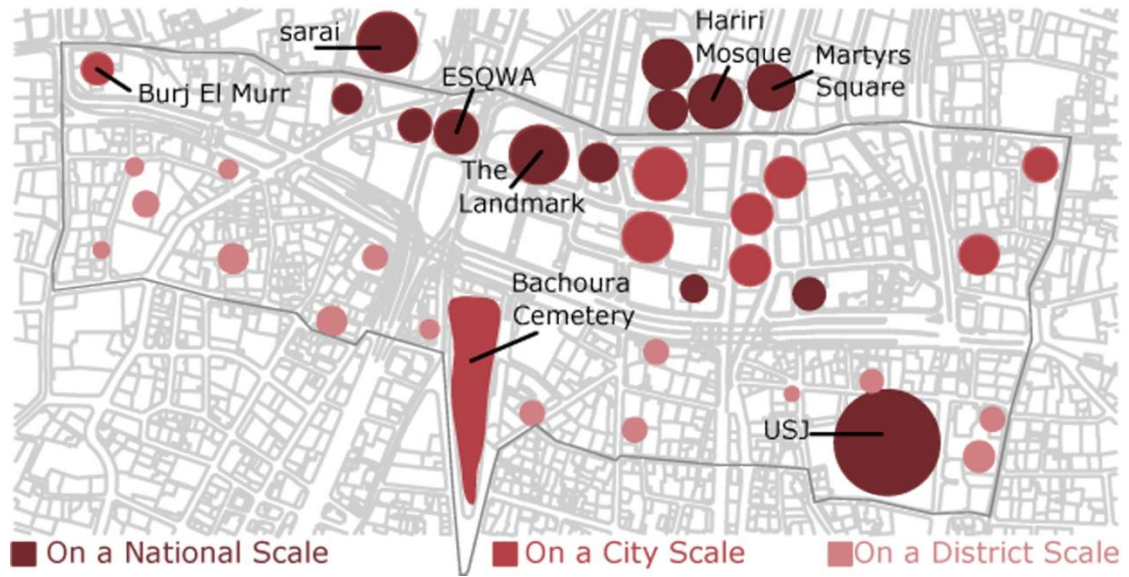 sarai
Hariri
Mosque
Martyrs
Square
Burj El Murr
ESQWA
The
Landmark
Bachoura
Cemetery
USJ
On a National Scale
On a City Scale
On a District Scale